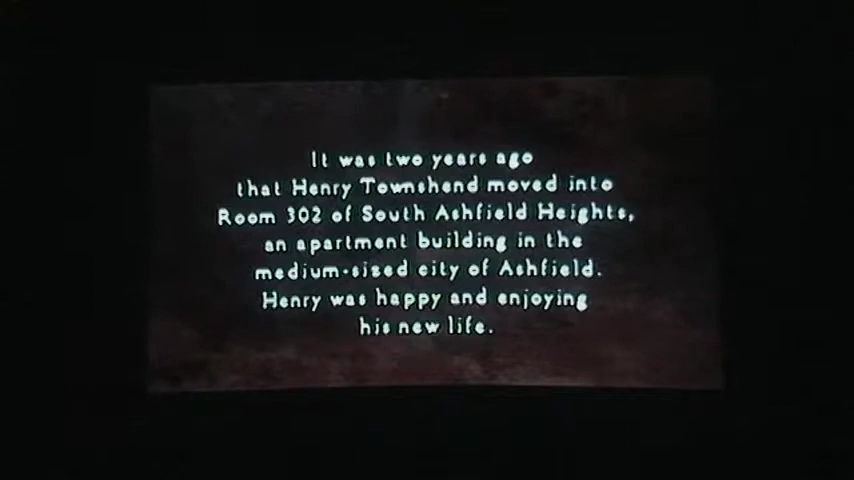 It was two years ago
that Henry Townshend moved into
Room 302 of South Ashfield Heights,
an apartment building in the
medium-sized city of Ashfield.
Henry was happy and enjoying
his new life.